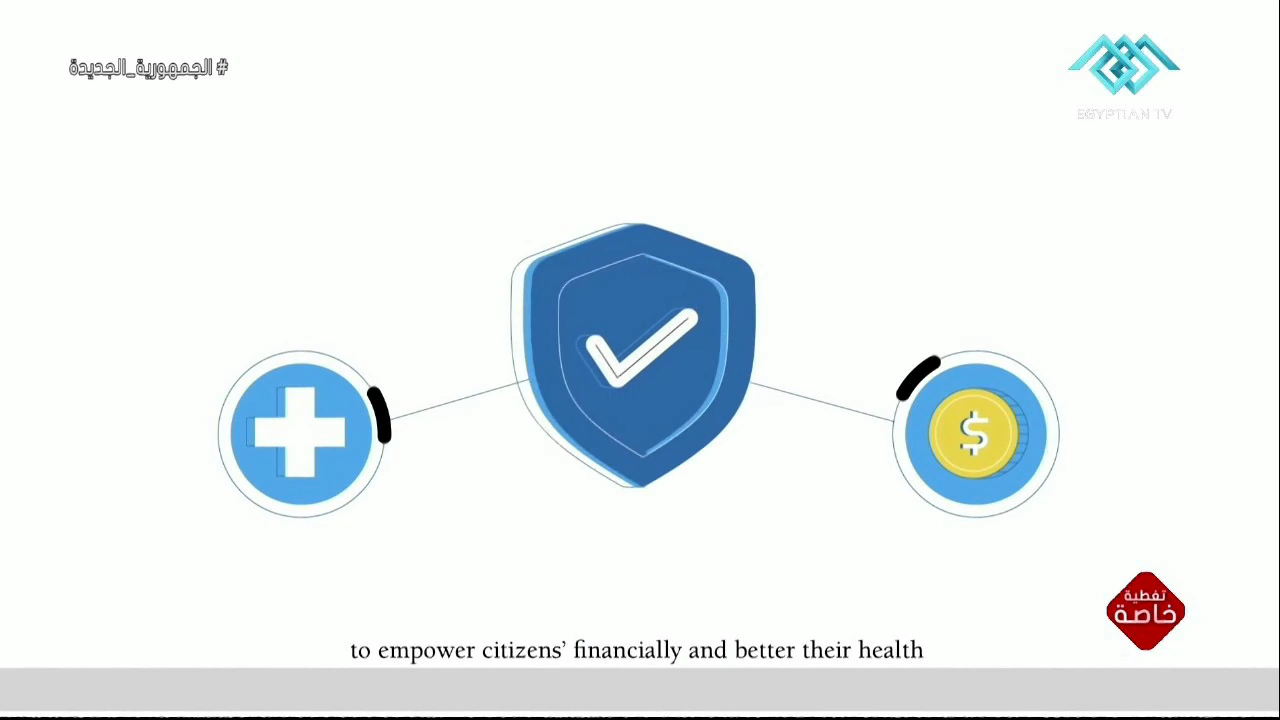 # الجمهورية_الجديدة
EGYPTIAN TV
$
تغطية
خاصة
to empower citizens’ financially and better their health